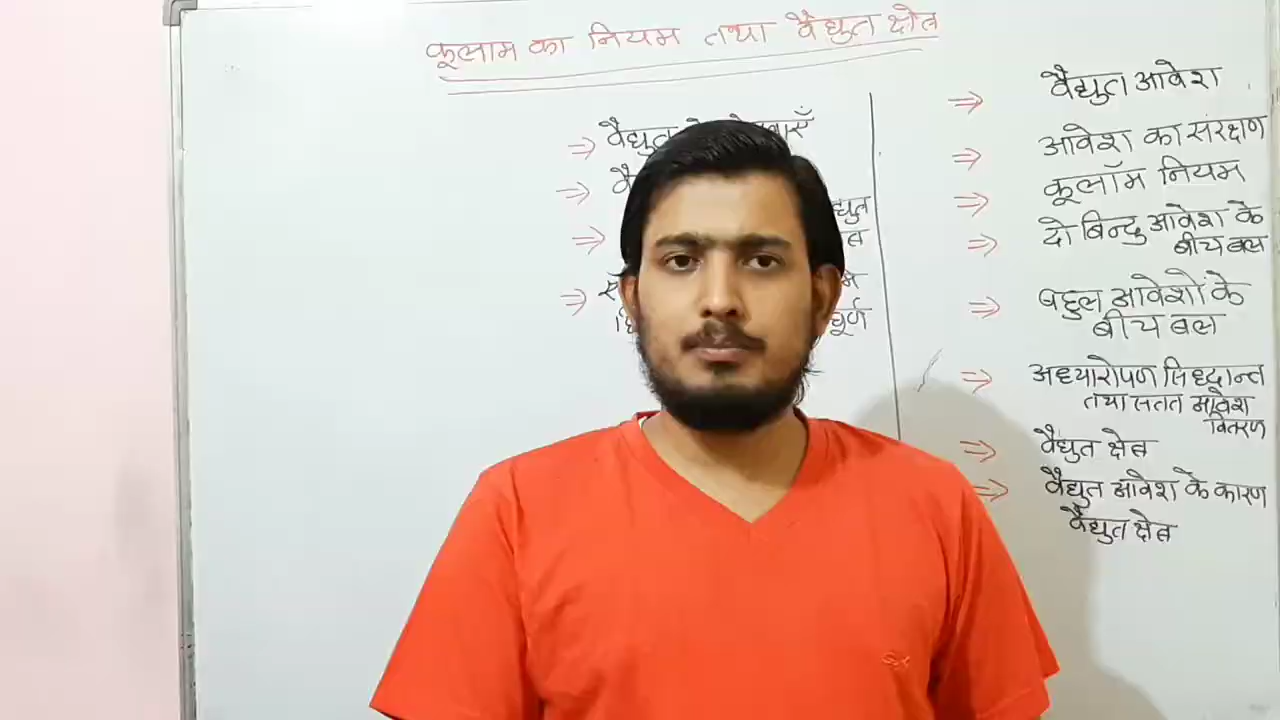 कूलाम का नियम तथा वैद्युत क्षेत्र
⇒ वैद्युत
⇒
⇒
⇒
र्ण
⇒ वैद्युत आवेश
⇒ आवेश का संरक्षण
⇒ कूलॉम नियम
⇒ दो बिन्दु आवेश के
बीच बल
⇒ बहुल आवेशों के
बीच बल
⇒ अध्यारोपण सिध्दान्त
तथा सतत आवेश
वितरण
⇒ वैद्युत क्षेत्र
⇒ वैद्युत आवेश के कारण
वैद्युत क्षेत्र